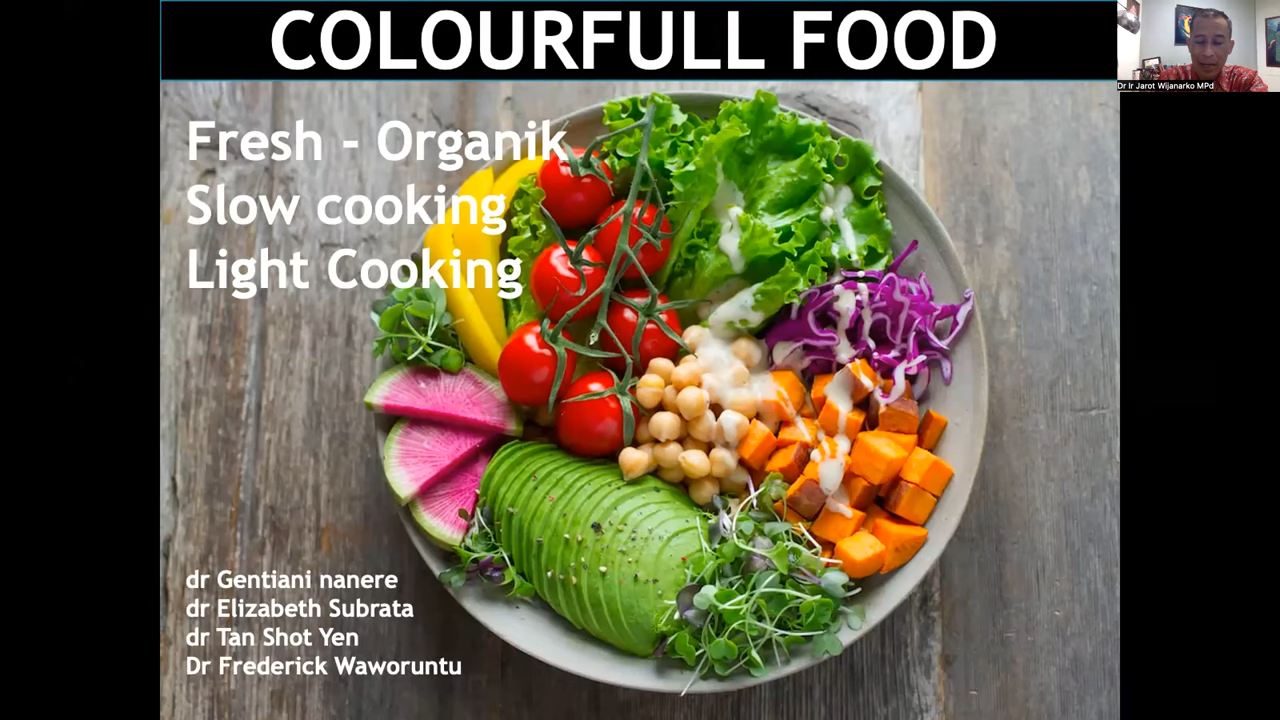 COLOURFULL FOOD
Dr Ir Jarot Wijanarko MPd
Fresh - Organik
Slow cooking
Light Cooking
dr Gentiani nanere
dr Elizabeth Subrata
dr Tan Shot Yen
Dr Frederick Waworuntu